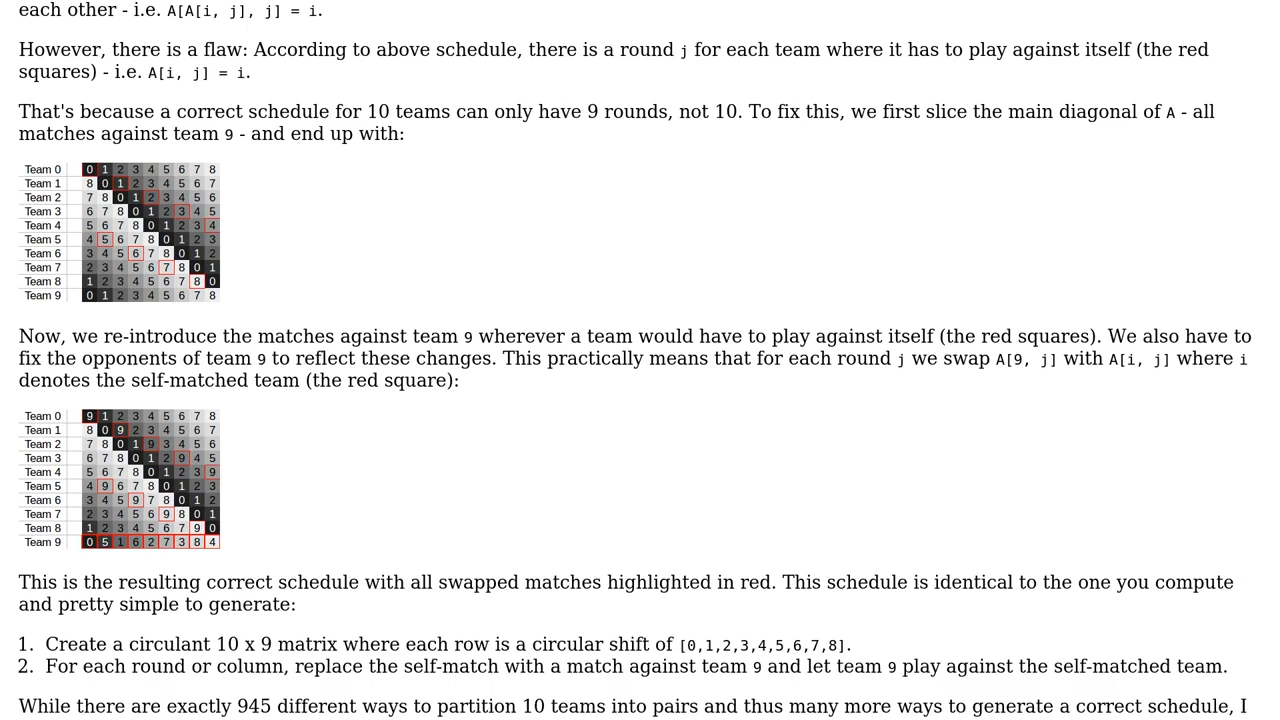 each other - i.e. A[A[i, j], j] = i.
However, there is a flaw: According to above schedule, there is a round j for each team where it has to play against itself (the red
squares) - i.e. A[i, j] = i.
That's because a correct schedule for 10 teams can only have 9 rounds, not 10. To fix this, we first slice the main diagonal of A - all
matches against team 9 - and end up with:
Team 0 0 1 2 3 4 5 6 7 8
Team 1 8 0 1 2 3 4 5 6 7
Team 2 7 8 0 1 2 3 4 5 6
Team 3 6 7 8 0 1 2 3 4 5
Team 4 5 6 7 8 0 1 2 3 4
Team 5 4 5 6 7 8 0 1 2 3
Team 6 3 4 5 6 7 8 0 1 2
Team 7 2 3 4 5 6 7 8 0 1
Team 8 1 2 3 4 5 6 7 8 0
Team 9 0 1 2 3 4 5 6 7 8
Now, we re-introduce the matches against team 9 wherever a team would have to play against itself (the red squares). We also have to
fix the opponents of team 9 to reflect these changes. This practically means that for each round j we swap A[9, j] with A[i, j] where i
denotes the self-matched team (the red square):
Team 0 9 1 2 3 4 5 6 7 8
Team 1 8 0 9 2 3 4 5 6 7
Team 2 7 8 0 1 9 3 4 5 6
Team 3 6 7 8 0 1 2 9 4 5
Team 4 5 6 7 8 0 1 2 3 9
Team 5 4 9 6 7 8 0 1 2 3
Team 6 3 4 5 9 7 8 0 1 2
Team 7 2 3 4 5 6 9 8 0 1
Team 8 1 2 3 4 5 6 7 9 0
Team 9 0 5 1 6 2 7 3 8 4
This is the resulting correct schedule with all swapped matches highlighted in red. This schedule is identical to the one you compute
and pretty simple to generate:
1. Create a circulant 10 x 9 matrix where each row is a circular shift of [0,1,2,3,4,5,6,7,8].
2. For each round or column, replace the self-match with a match against team 9 and let team 9 play against the self-matched team.
While there are exactly 945 different ways to partition 10 teams into pairs and thus many more ways to generate a correct schedule, I